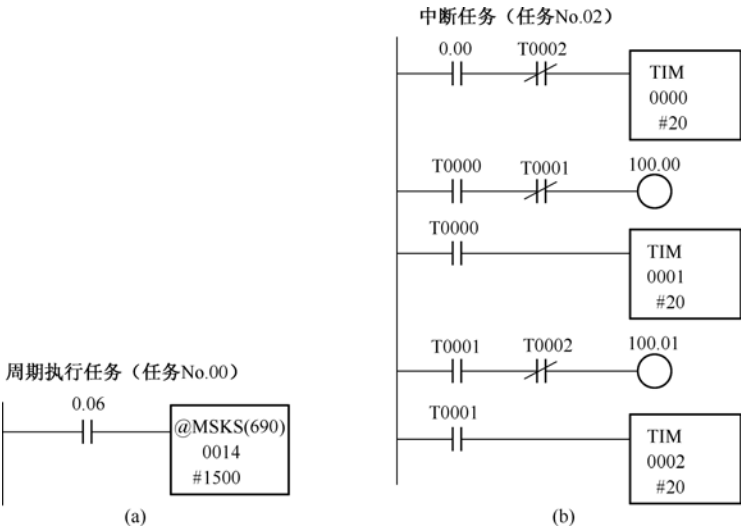 中断任务（任务No.02）
0.00 T0002
TIM
0000
#20
T0000 T0001 100.00
T0000
TIM
0001
#20
T0001 T0002 100.01
T0001
TIM
0002
#20
(b)
周期执行任务（任务No.00）
0.06
@MSKS(690)
0014
#1500
(a)